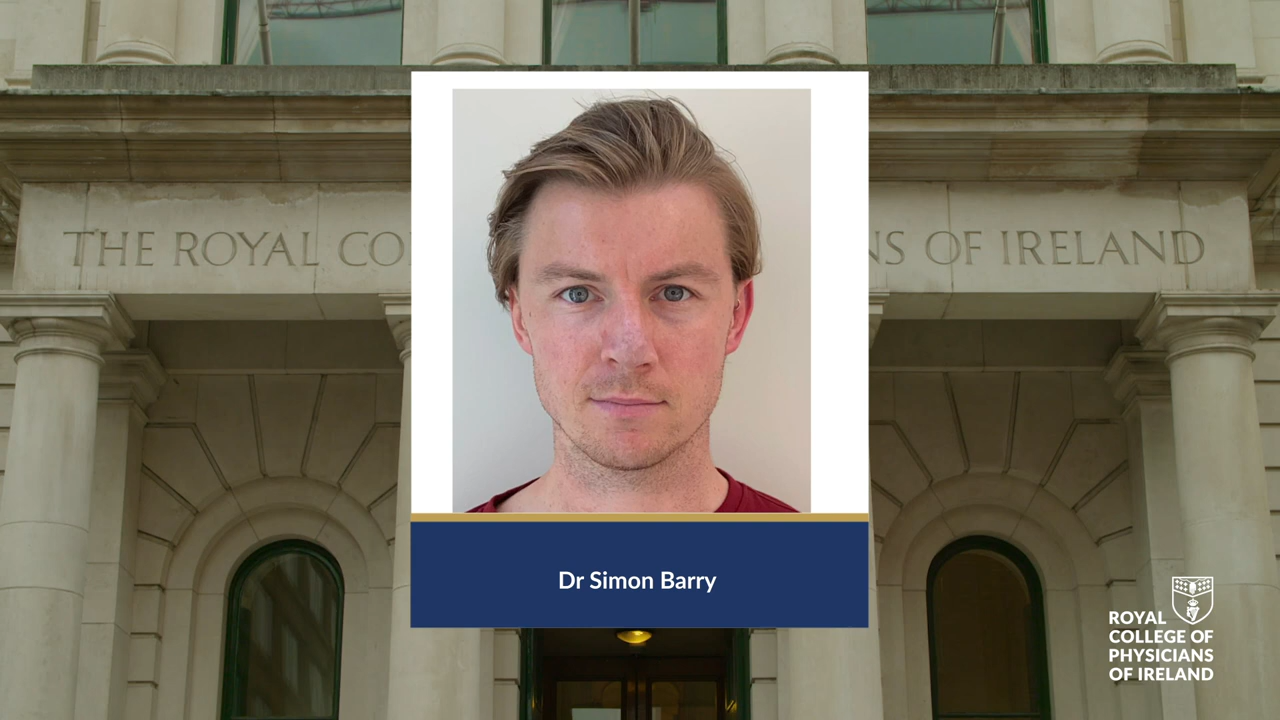 THE ROYAL CO
NS OF IRELAND
Dr Simon Barry
ROYAL
COLLEGE OF
PHYSICIANS
OF IRELAND